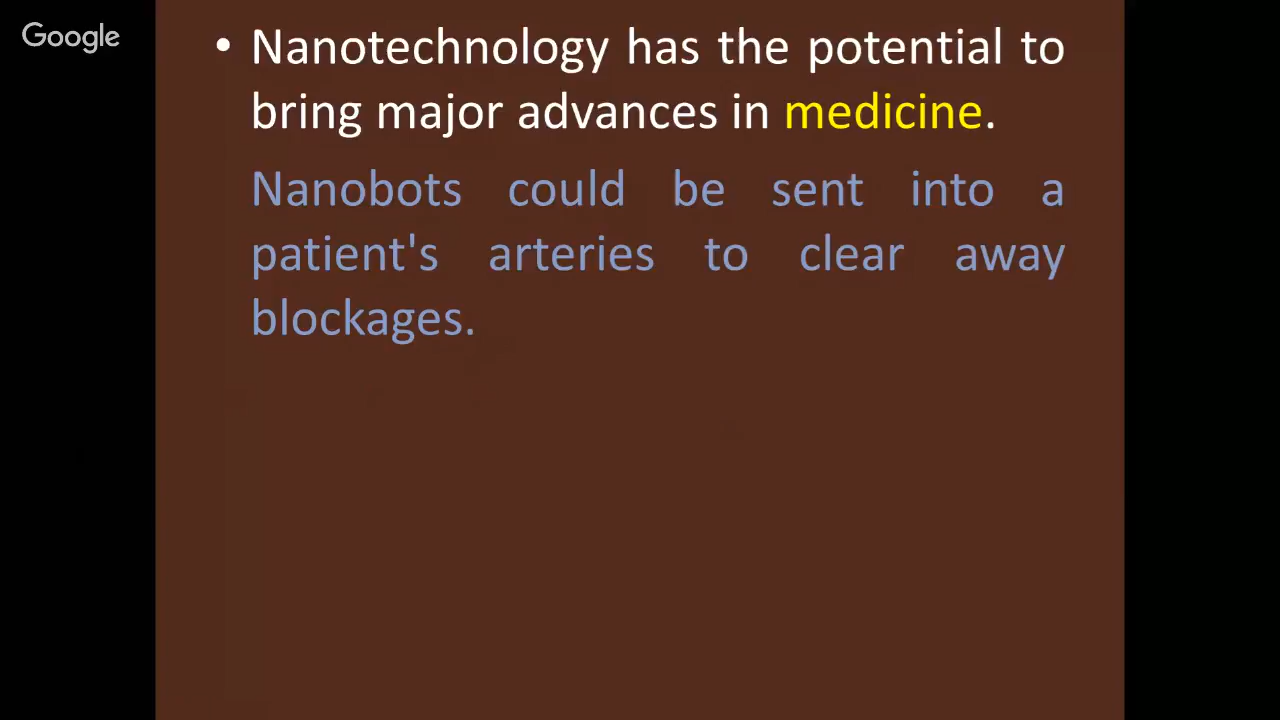 Google
• Nanotechnology has the potential to
bring major advances in medicine.
Nanobots could be sent into a
patient's arteries to clear away
blockages.